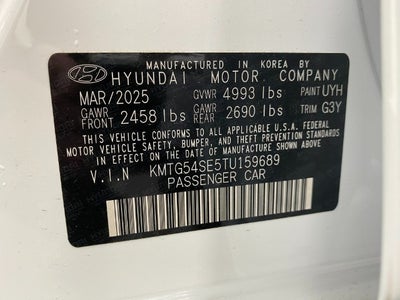 MANUFACTURED IN KOREA BY
HYUNDAI MOTOR COMPANY
MAR/2025 GVWR 4993 lbs PAINT UYH
GAWR FRONT 2458 lbs GAWR REAR 2690 lbs TRIM G3Y
THIS VEHICLE CONFORMS TO ALL APPLICABLE U.S.A. FEDERAL
MOTOR VEHICLE SAFETY, BUMPER, AND THEFT PREVENTION
STANDARDS IN EFFECT ON THE DATE OF MANUFACTURE SHOWN ABOVE.
V.I.N KMTG54SE5TU159689
PASSENGER CAR